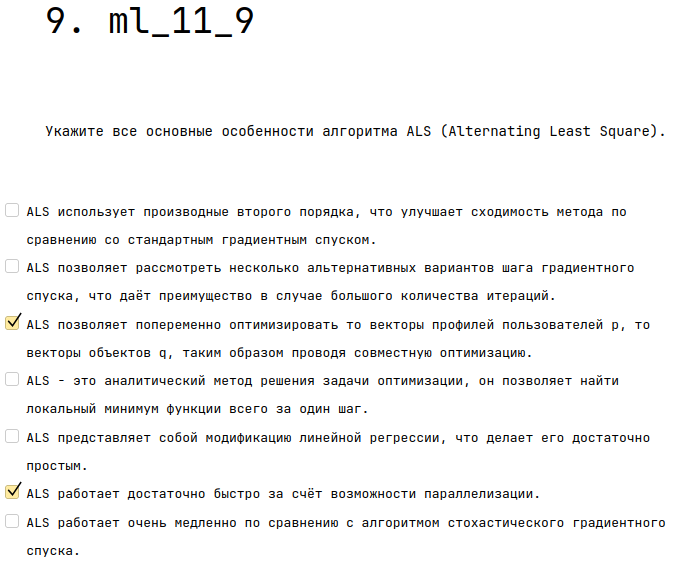 9. ml_11_9
Укажите все основные особенности алгоритма ALS (Alternating Least Square).
ALS использует производные второго порядка, что улучшает сходимость метода по
сравнению со стандартным градиентным спуском.
ALS позволяет рассмотреть несколько альтернативных вариантов шага градиентного
спуска, что даёт преимущество в случае большого количества итераций.
ALS позволяет попеременно оптимизировать то векторы профилей пользователей p, то
векторы объектов q, таким образом проводя совместную оптимизацию.
ALS - это аналитический метод решения задачи оптимизации, он позволяет найти
локальный минимум функции всего за один шаг.
ALS представляет собой модификацию линейной регрессии, что делает его достаточно
простым.
ALS работает достаточно быстро за счёт возможности параллелизации.
ALS работает очень медленно по сравнению с алгоритмом стохастического градиентного
спуска.